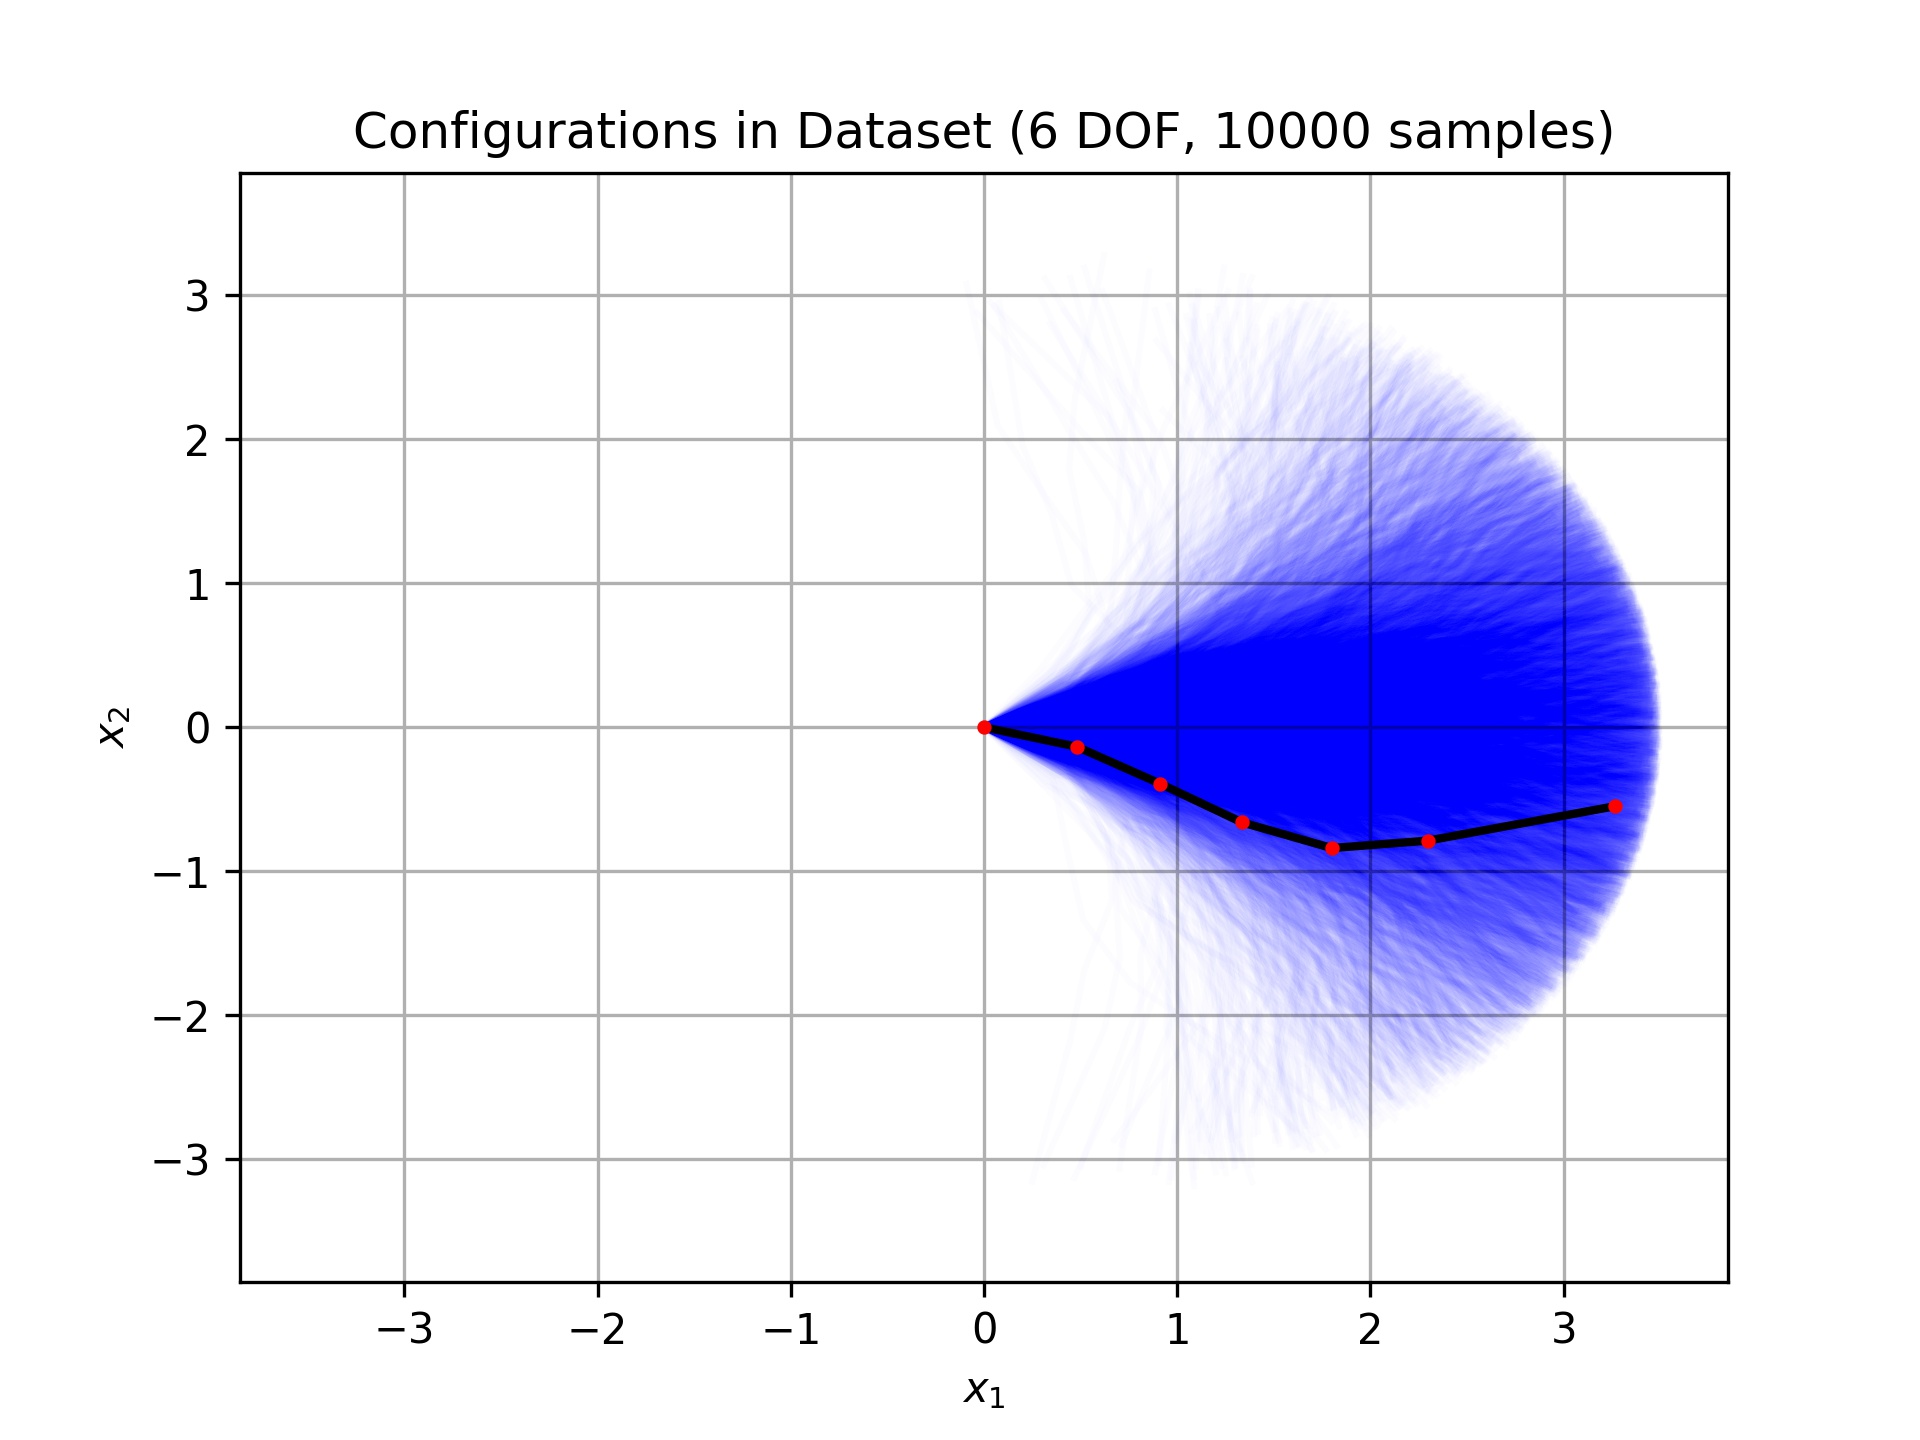 Configurations in Dataset (6 DOF, 10000 samples)
3
2
1
0
−1
−2
−3
x₂
−3 −2 −1 0 1 2 3
x₁